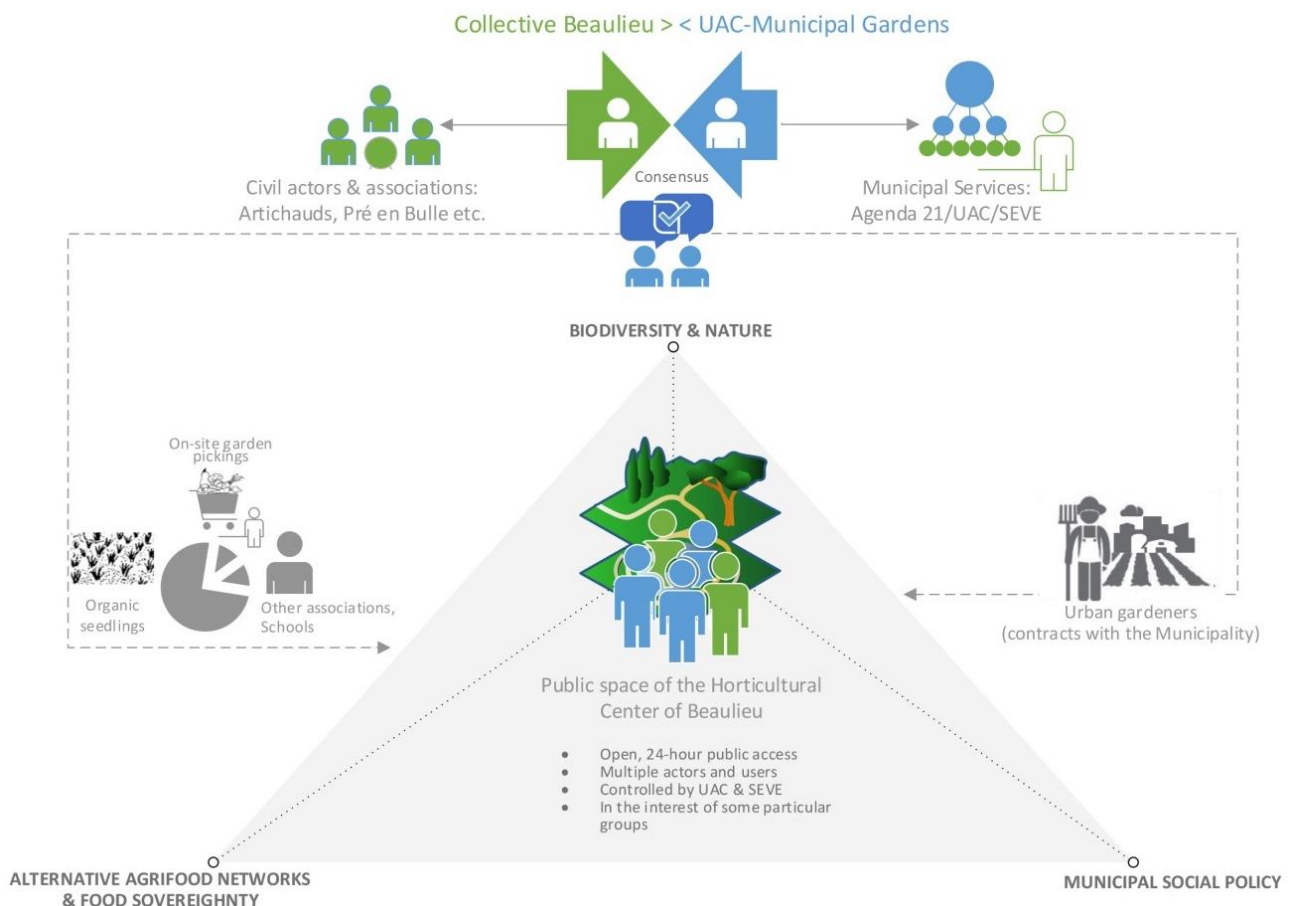 Collective Beaulieu > < UAC-Municipal Gardens
Civil actors & associations:
Artichauds, Pré en Bulle etc.
Consensus
Municipal Services:
Agenda 21/UAC/SEVE
BIODIVERSITY & NATURE
On-site garden
pickings
Organic
seedlings
Other associations,
Schools
Urban gardeners
(contracts with the Municipality)
Public space of the Horticultural
Center of Beaulieu
● Open, 24-hour public access
● Multiple actors and users
● Controlled by UAC & SEVE
● In the interest of some particular
groups
ALTERNATIVE AGRIFOOD NETWORKS
& FOOD SOVEREIGHNTY
MUNICIPAL SOCIAL POLICY